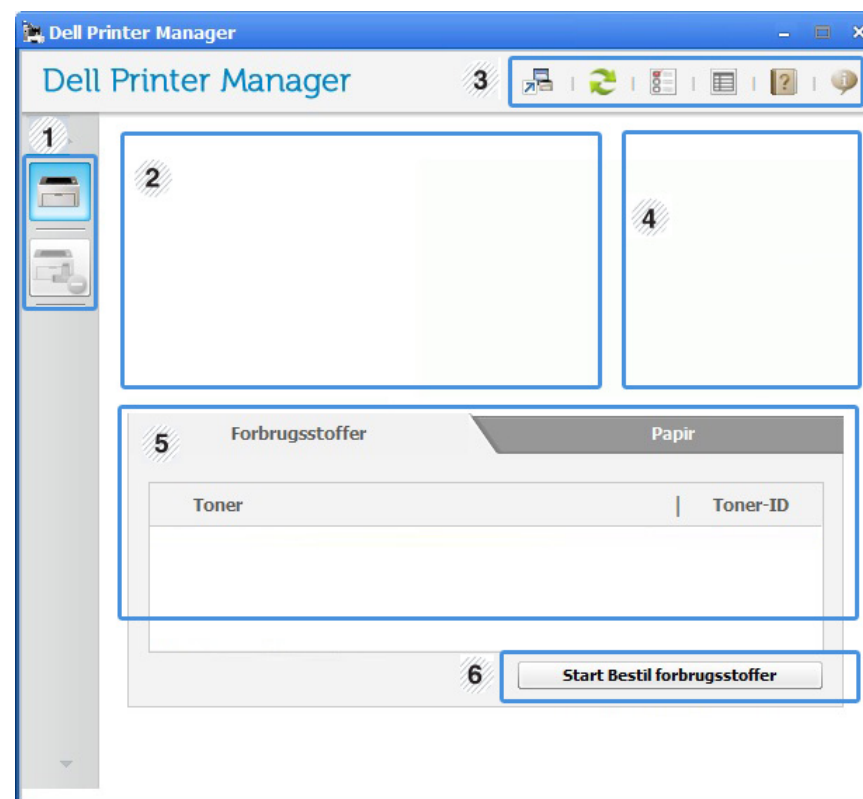 Dell Printer Manager
Dell Printer Manager
3
1
2
4
5
Forbrugsstoffer
Papir
Toner | Toner-ID
6
Start Bestil forbrugsstoffer